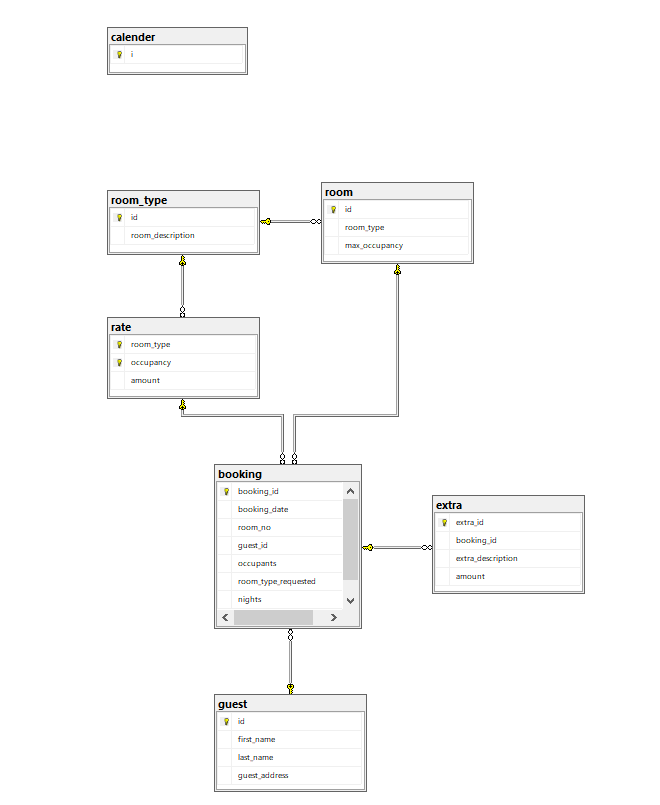 calender
i
room_type
id
room_description
room
id
room_type
max_occupancy
rate
room_type
occupancy
amount
booking
booking_id
booking_date
room_no
guest_id
occupants
room_type_requested
nights
extra
extra_id
booking_id
extra_description
amount
guest
id
first_name
last_name
guest_address